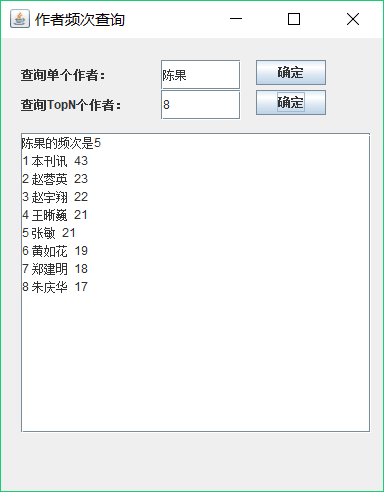 作者频次查询
查询单个作者： 陈果 确定
查询TopN个作者： 8 确定
陈果的频次是5
1 本刊讯 43
2 赵蓉英 23
3 赵宇翔 22
4 王晰巍 21
5 张敏 21
6 黄如花 19
7 郑建明 18
8 朱庆华 17